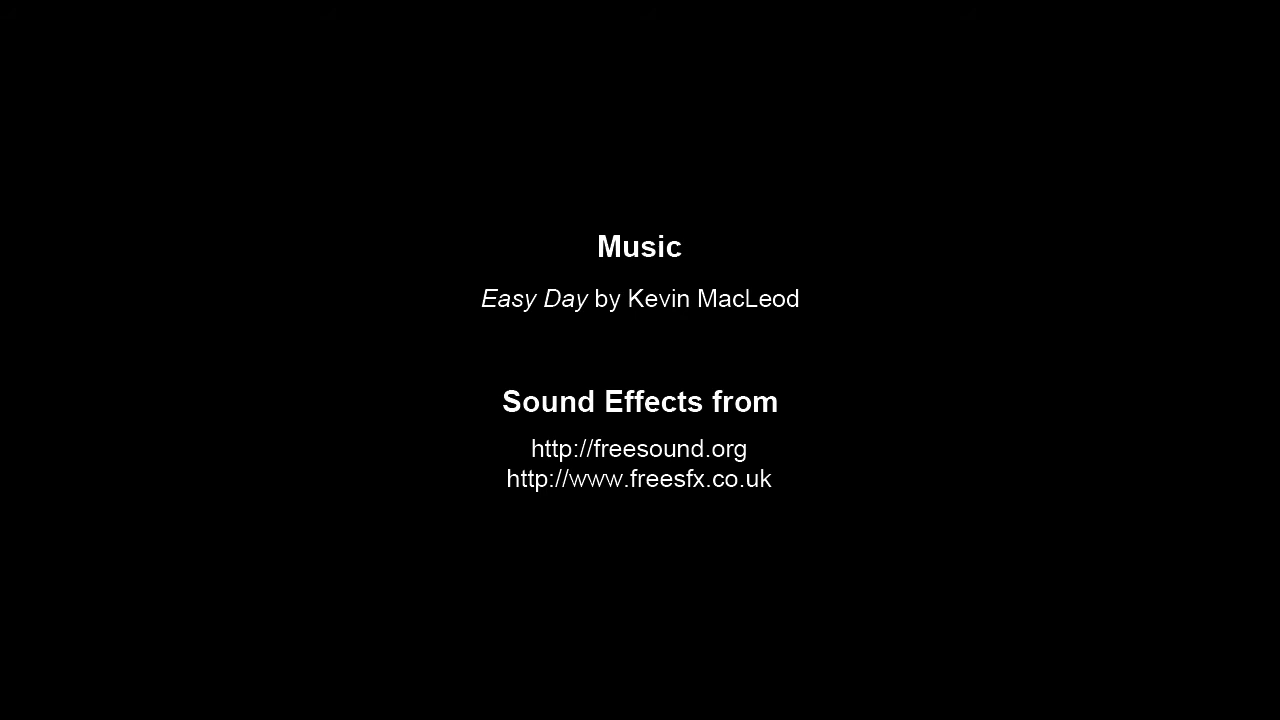 Music
Easy Day by Kevin MacLeod
Sound Effects from
http://freesound.org
http://www.freesfx.co.uk